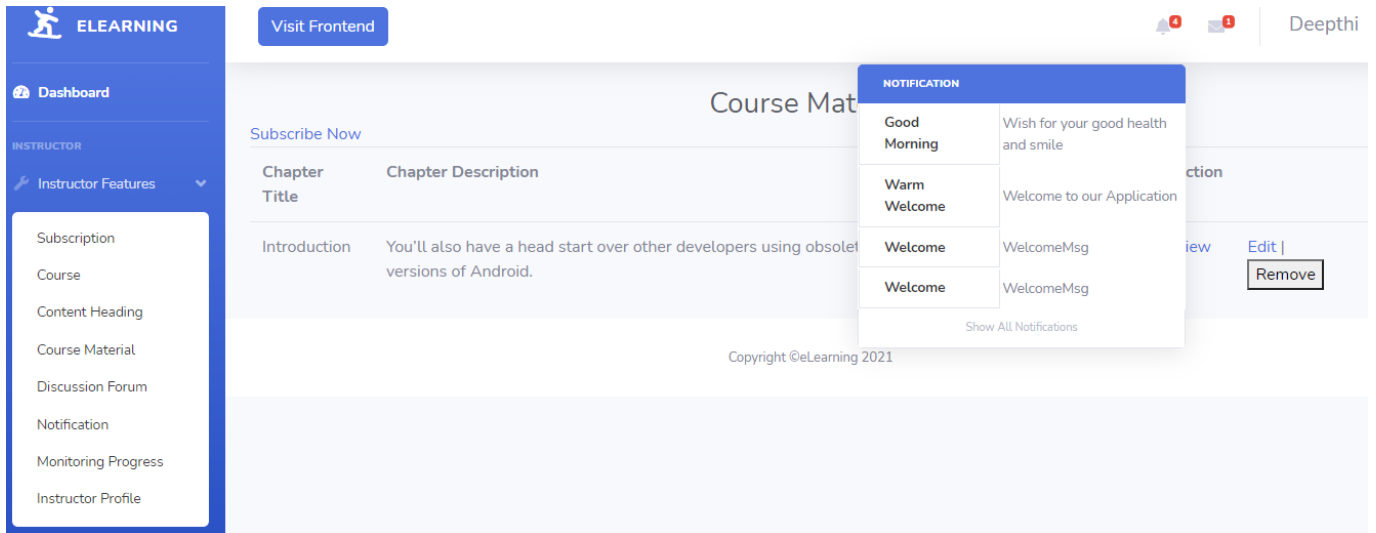 ELEARNING
Visit Frontend
4
1
Deepthi
Dashboard
INSTRUCTOR
Instructor Features
Subscription
Course
Content Heading
Course Material
Discussion Forum
Notification
Monitoring Progress
Instructor Profile
Course Mat
Subscribe Now
Chapter
Title
Chapter Description
ction
Introduction
You'll also have a head start over other developers using obsolet
versions of Android.
iew
Edit |
Remove
NOTIFICATION
Good
Morning
Wish for your good health
and smile
Warm
Welcome
Welcome to our Application
Welcome
WelcomeMsg
Welcome
WelcomeMsg
Show All Notifications
Copyright ©eLearning 2021